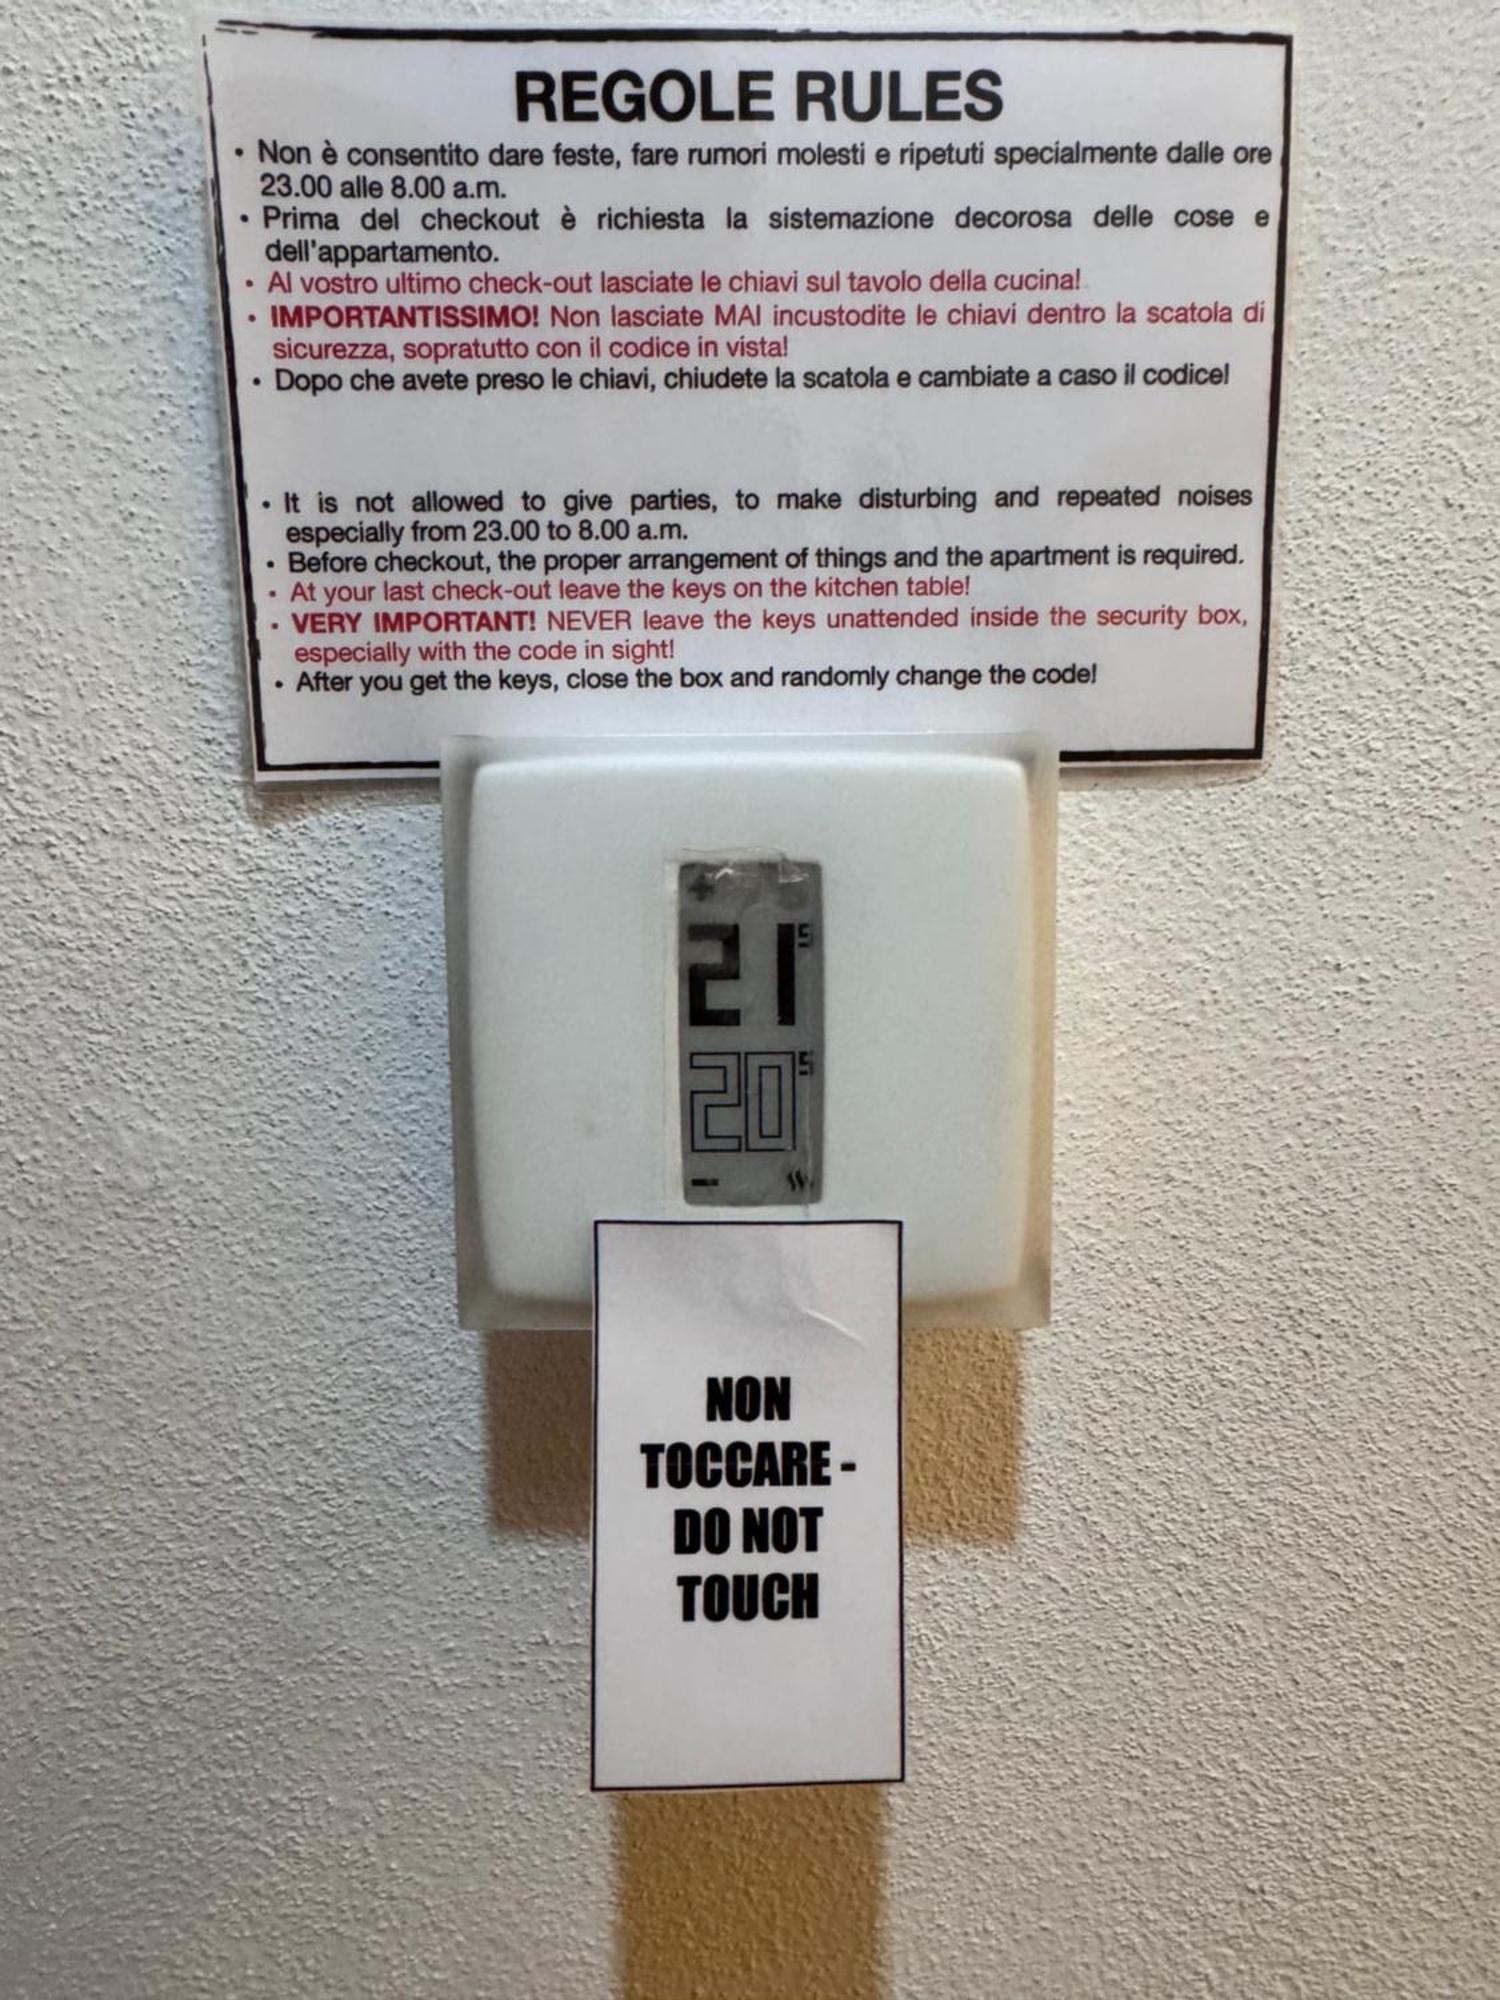 REGOLE RULES
• Non è consentito dare feste, fare rumori molesti e ripetuti specialmente dalle ore
23.00 alle 8.00 a.m.
• Prima del checkout è richiesta la sistemazione decorosa delle cose e
dell'appartamento.
• Al vostro ultimo check-out lasciate le chiavi sul tavolo della cucina!
• IMPORTANTISSIMO! Non lasciate MAI incustodite le chiavi dentro la scatola di
sicurezza, sopratutto con il codice in vista!
• Dopo che avete preso le chiavi, chiudete la scatola e cambiate a caso il codice!
• It is not allowed to give parties, to make disturbing and repeated noises
especially from 23.00 to 8.00 a.m.
• Before checkout, the proper arrangement of things and the apartment is required.
• At your last check-out leave the keys on the kitchen table!
• VERY IMPORTANT! NEVER leave the keys unattended inside the security box,
especially with the code in sight!
• After you get the keys, close the box and randomly change the code!
+
21 5
20 5
-
NON
TOCCARE -
DO NOT
TOUCH